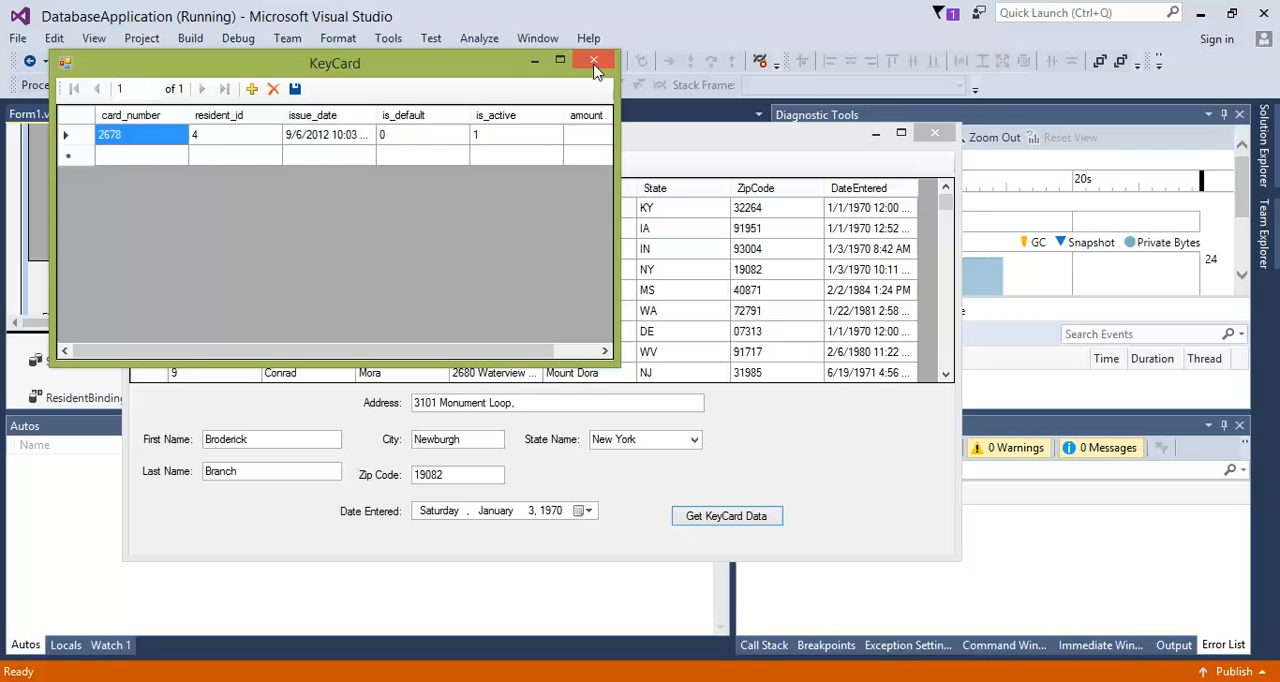 DatabaseApplication (Running) - Microsoft Visual Studio
1
Quick Launch (Ctrl+Q)
File Edit View Project Build Debug Team Format Tools Test Analyze Window Help
Sign in
KeyCard
Stack Frame:
Proce
1 of 1
Form1.v
Diagnostic Tools
card_number resident_id issue_date is_default is_active amount
2678 4 9/6/2012 10:03 ... 0 1
Zoom Out Reset View
20s
State ZipCode DateEntered
KY 32264 1/1/1970 12:00 ...
IA 91951 1/1/1970 12:52 ...
IN 93004 1/3/1970 8:42 AM
NY 19082 1/3/1970 10:11 ...
MS 40871 2/2/1984 1:24 PM
WA 72791 1/22/1981 2:58 ...
DE 07313 1/1/1970 12:00 ...
WV 91717 2/6/1980 11:22 ...
9 Conrad Mora 2680 Waterview ... Mount Dora NJ 31985 6/19/1971 4:56 ...
GC Snapshot Private Bytes
24
Search Events
Time Duration Thread
Solution Explorer
Team Explorer
ResidentBinding
Autos
Name
Address: 3101 Monument Loop,
First Name: Broderick City: Newburgh State Name: New York
Last Name: Branch Zip Code: 19082
Date Entered: Saturday , January 3, 1970
Get KeyCard Data
0 Warnings 0 Messages
Autos Locals Watch 1
Call Stack Breakpoints Exception Settin... Command Win... Immediate Win... Output Error List
Ready
Publish